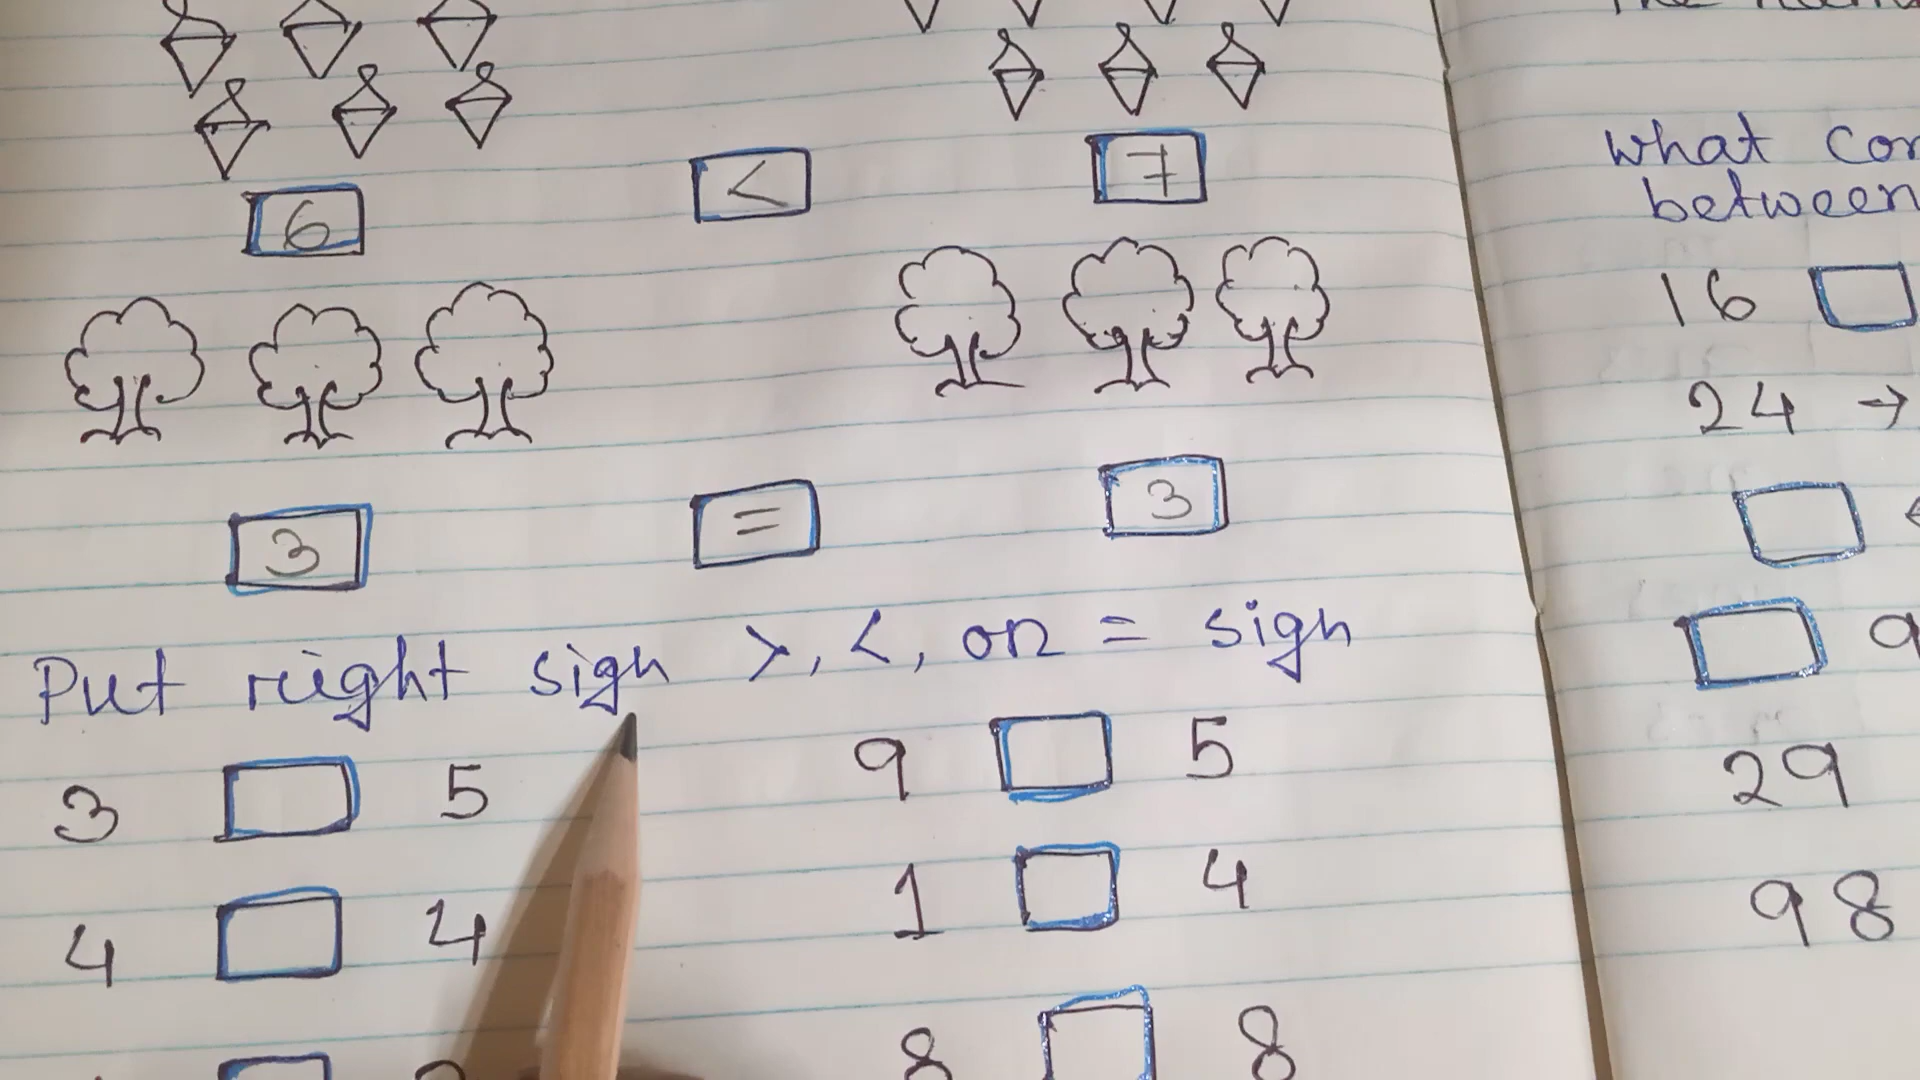 6 < 7
3 = 3
Put right sign >, <, or = sign
3 5 9 5
4 4 1 4
8 8
What
between
16
24 →
9
29
98